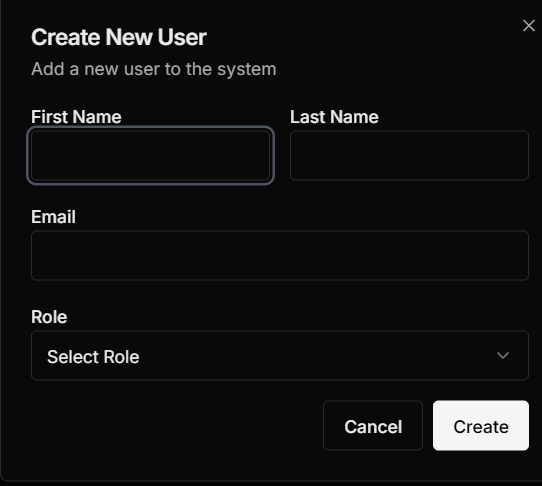 Create New User
Add a new user to the system
First Name Last Name
Email
Role
Select Role
Cancel Create